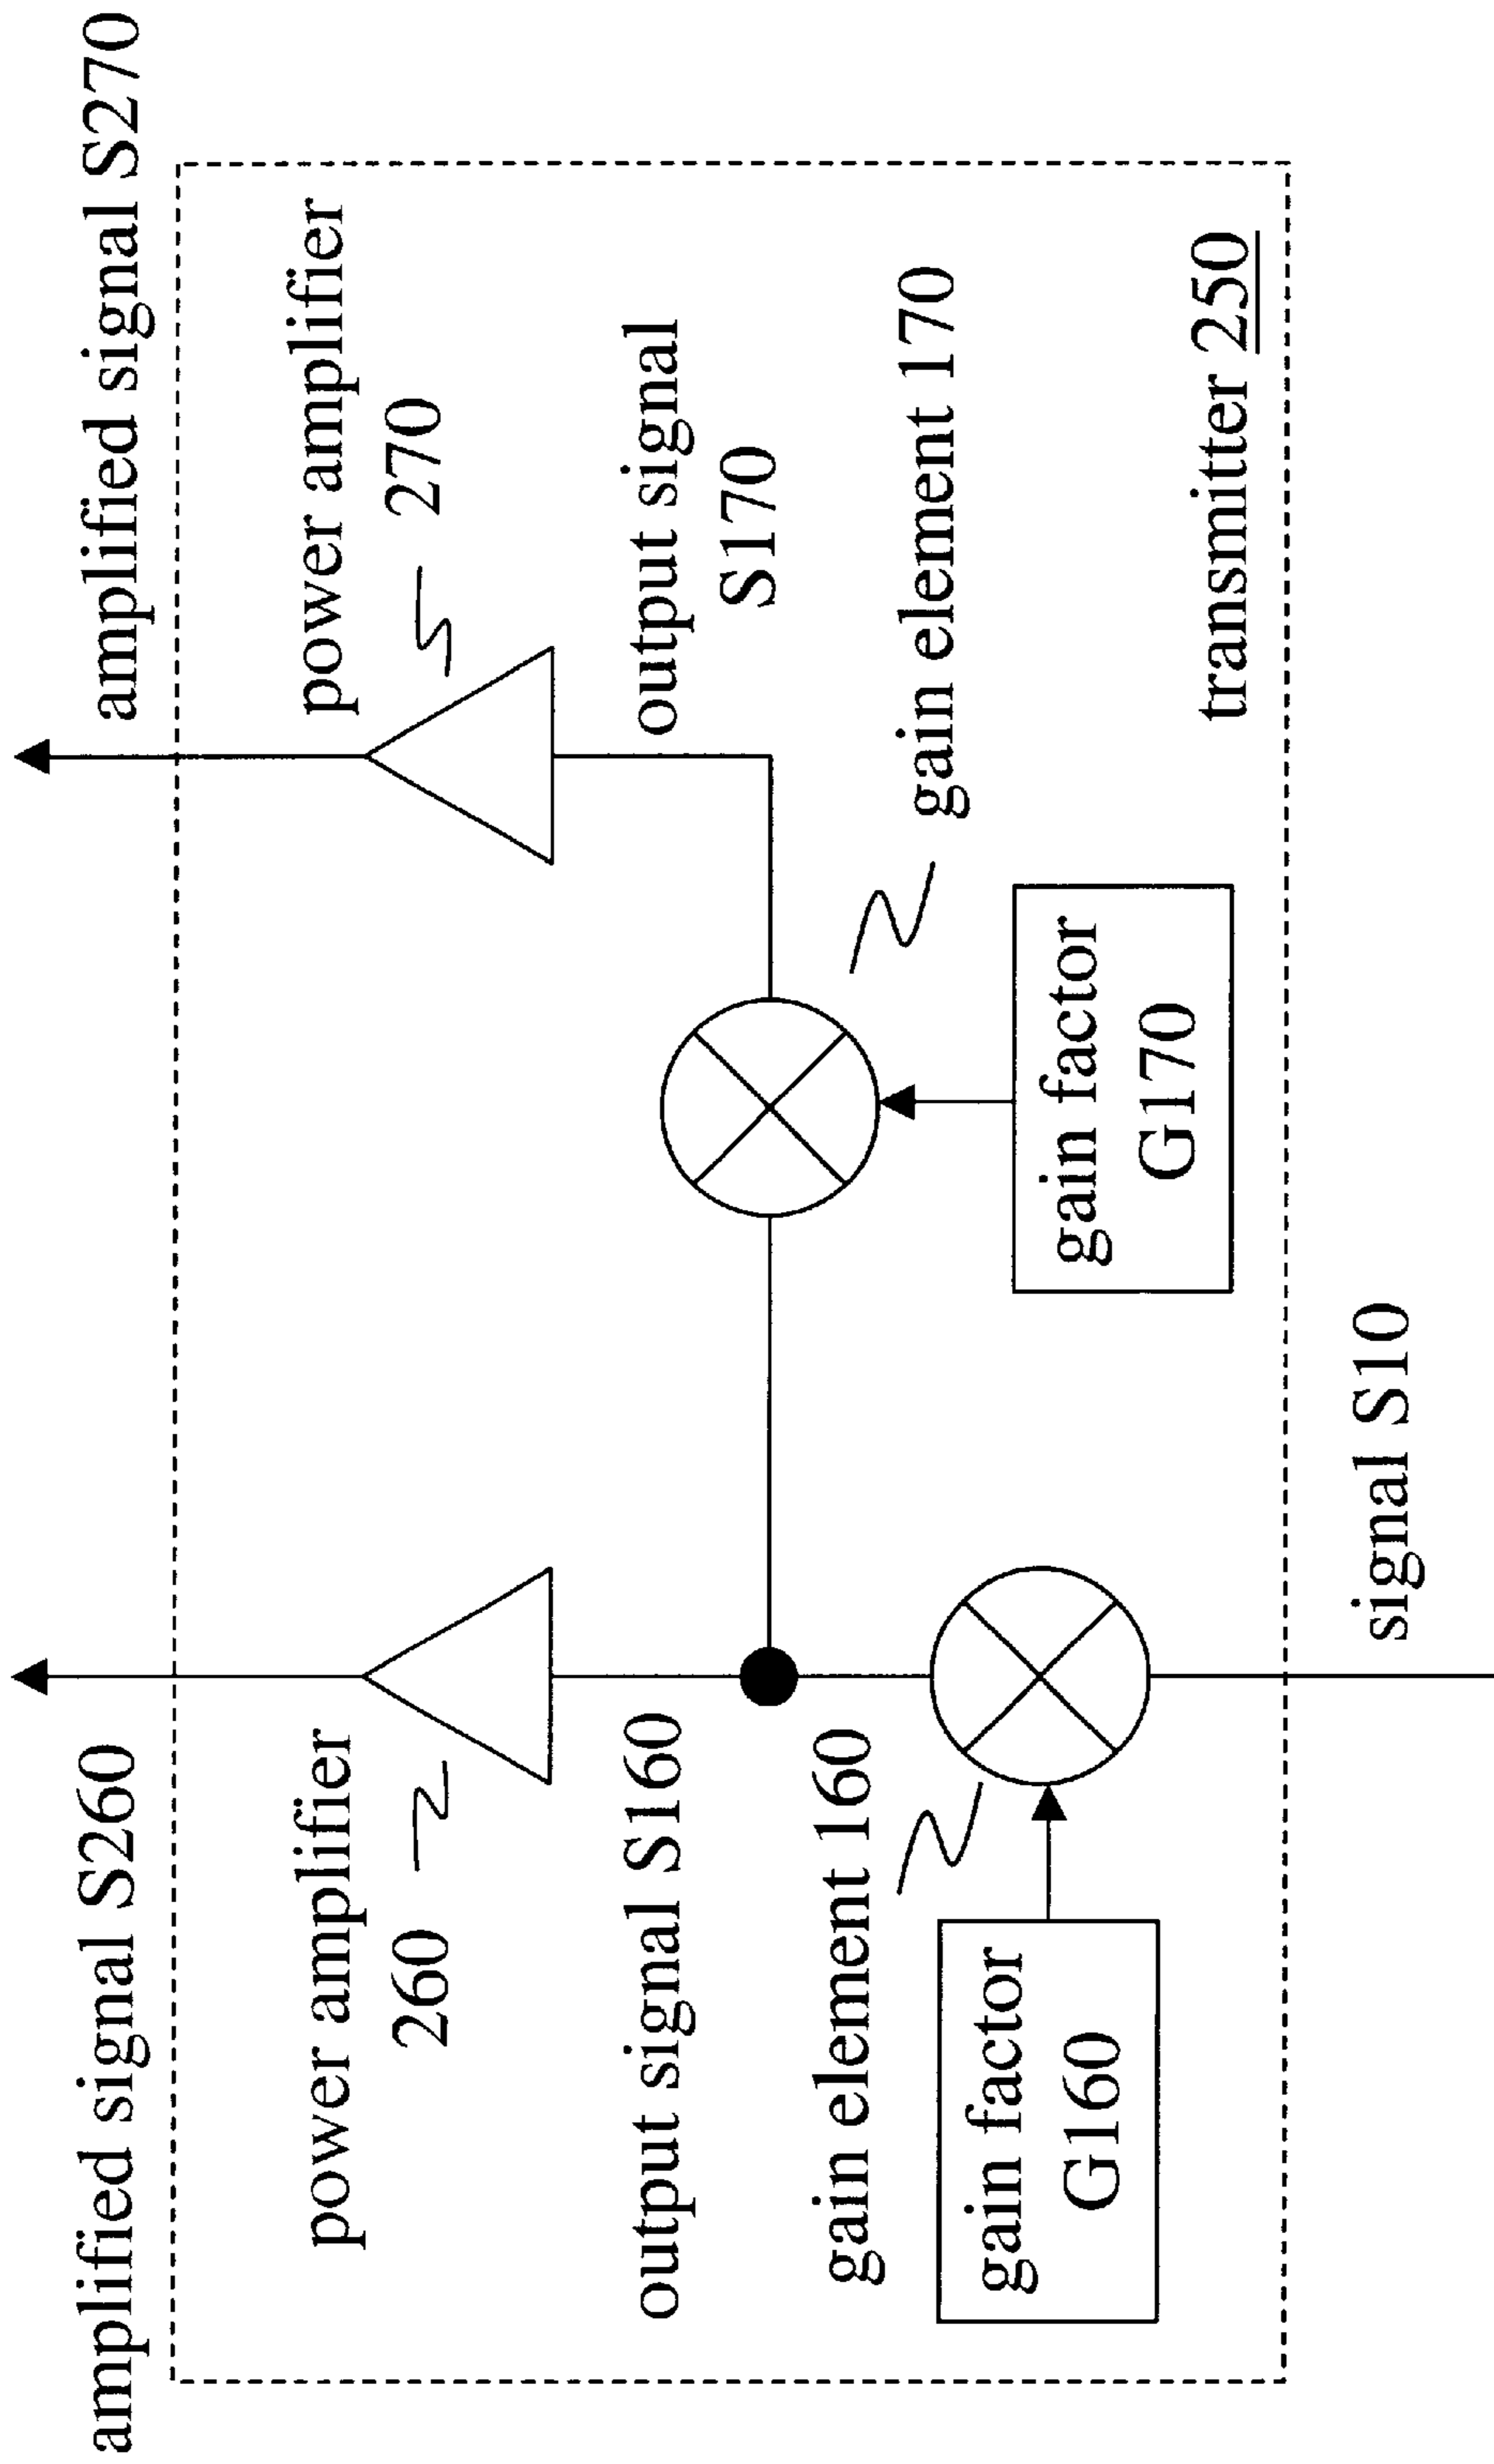 amplified signal S260
amplified signal S270
power amplifier
260
power amplifier
270
output signal S160
output signal
S170
gain element 160
gain element 170
gain factor
G160
gain factor
G170
transmitter 250
signal S10